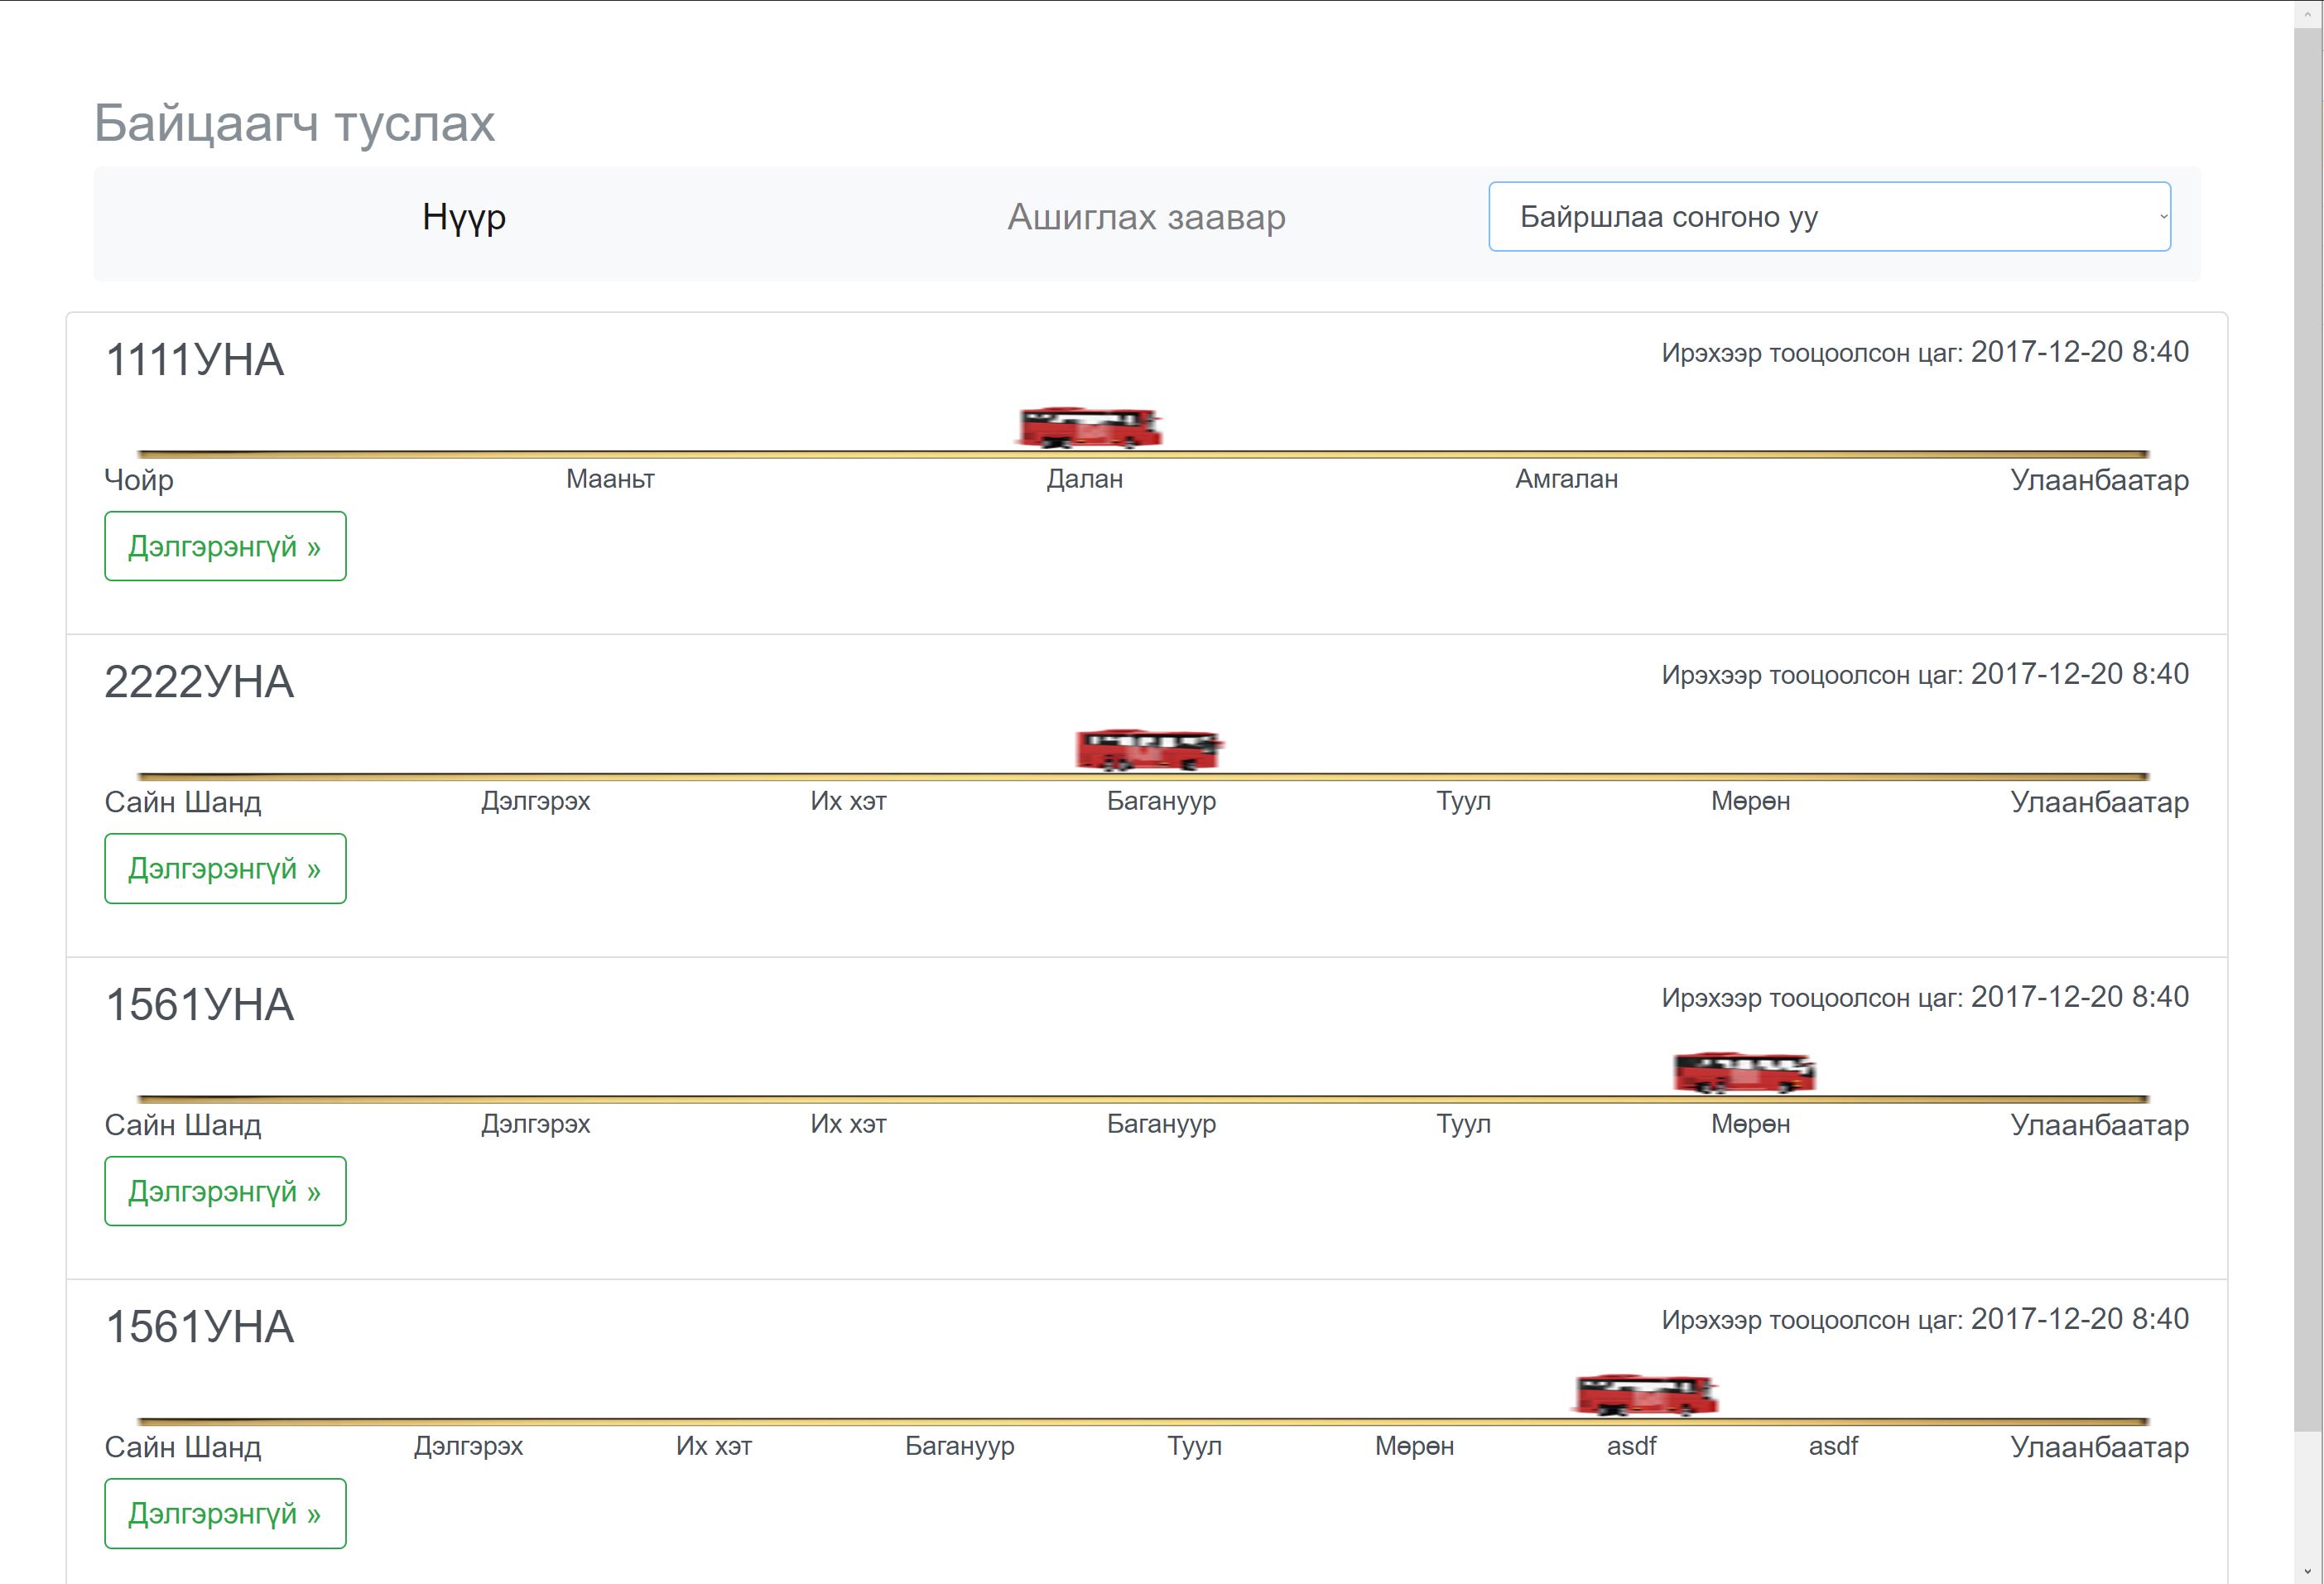 Байцаагч туслах
Нүүр Ашиглах заавар Байршлаа сонгоно уу
1111УНА Ирэхээр тооцоолсон цаг: 2017-12-20 8:40
Чойр Мааньт Далан Амгалан Улаанбаатар
Дэлгэрэнгүй »
2222УНА Ирэхээр тооцоолсон цаг: 2017-12-20 8:40
Сайн Шанд Дэлгэрэх Их хэт Багануур Туул Мөрөн Улаанбаатар
Дэлгэрэнгүй »
1561УНА Ирэхээр тооцоолсон цаг: 2017-12-20 8:40
Сайн Шанд Дэлгэрэх Их хэт Багануур Туул Мөрөн Улаанбаатар
Дэлгэрэнгүй »
1561УНА Ирэхээр тооцоолсон цаг: 2017-12-20 8:40
Сайн Шанд Дэлгэрэх Их хэт Багануур Туул Мөрөн asdf asdf Улаанбаатар
Дэлгэрэнгүй »